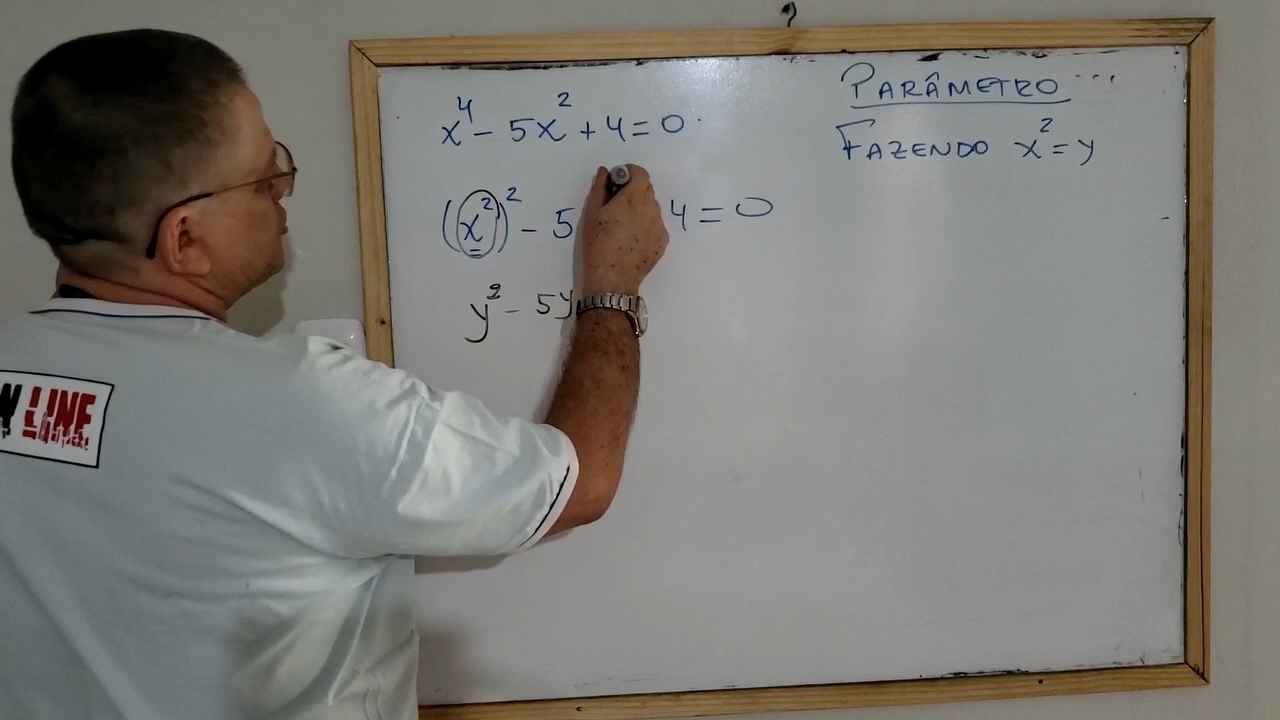 x⁴ - 5x² + 4 = 0
Parâmetro ...
Fazendo x² = y
(x²)² - 5 4 = 0
y² - 5y
LINE